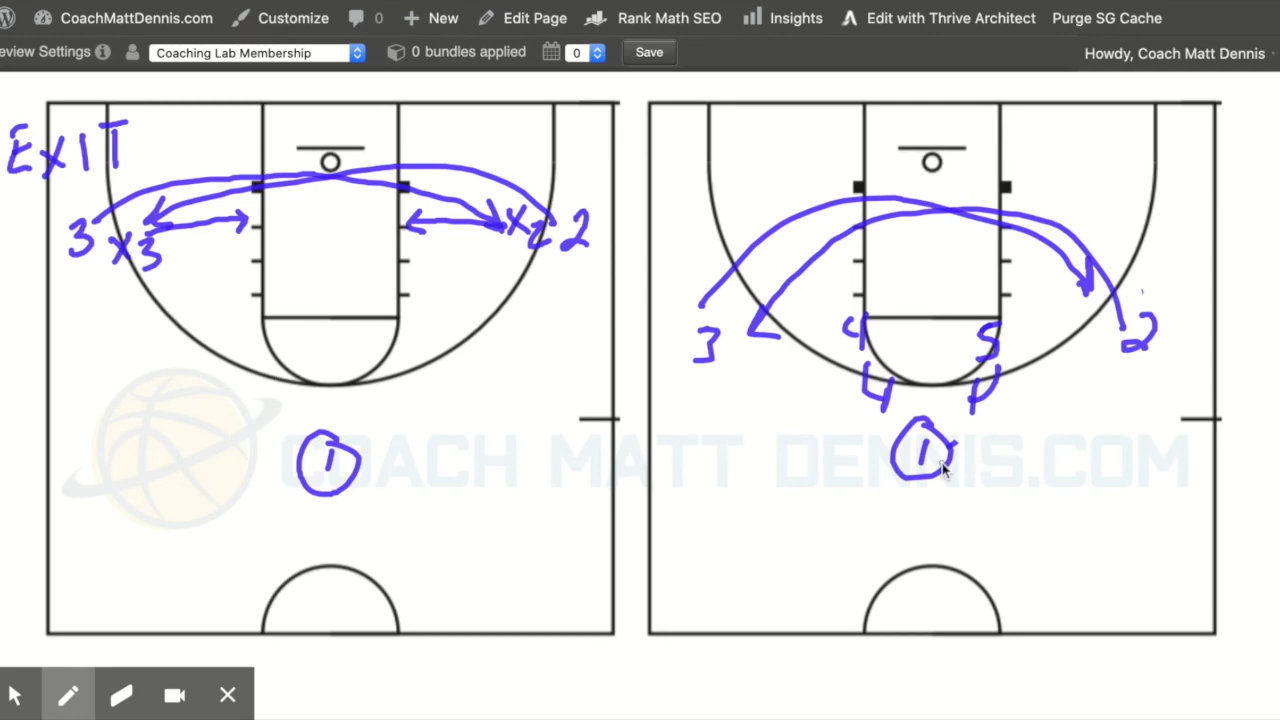 CoachMattDennis.com Customize 0 New Edit Page Rank Math SEO Insights Edit with Thrive Architect Purge SG Cache
eview Settings Coaching Lab Membership 0 bundles applied 0 Save Howdy, Coach Matt Dennis
EXIT
3 X3 X2 2
3 4 5 2
1 1
COACH MATT DENNIS.COM